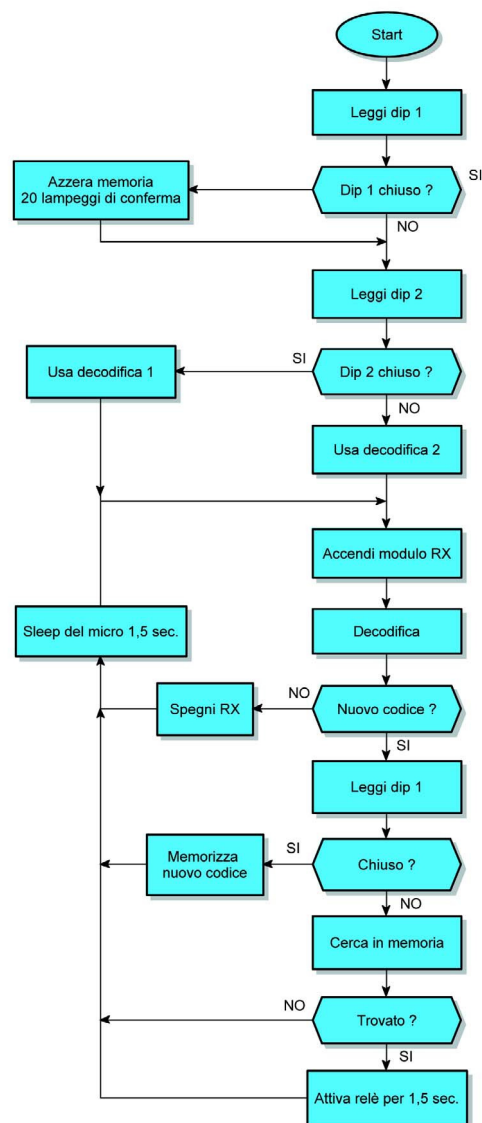 Start
Leggi dip 1
Dip 1 chiuso ?
SI
Azzera memoria
20 lampeggi di conferma
NO
Leggi dip 2
Dip 2 chiuso ?
SI
Usa decodifica 1
NO
Usa decodifica 2
Accendi modulo RX
Decodifica
Sleep del micro 1,5 sec.
Nuovo codice ?
NO
Spegni RX
SI
Leggi dip 1
Chiuso ?
SI
Memorizza
nuovo codice
NO
Cerca in memoria
Trovato ?
NO
SI
Attiva relè per 1,5 sec.